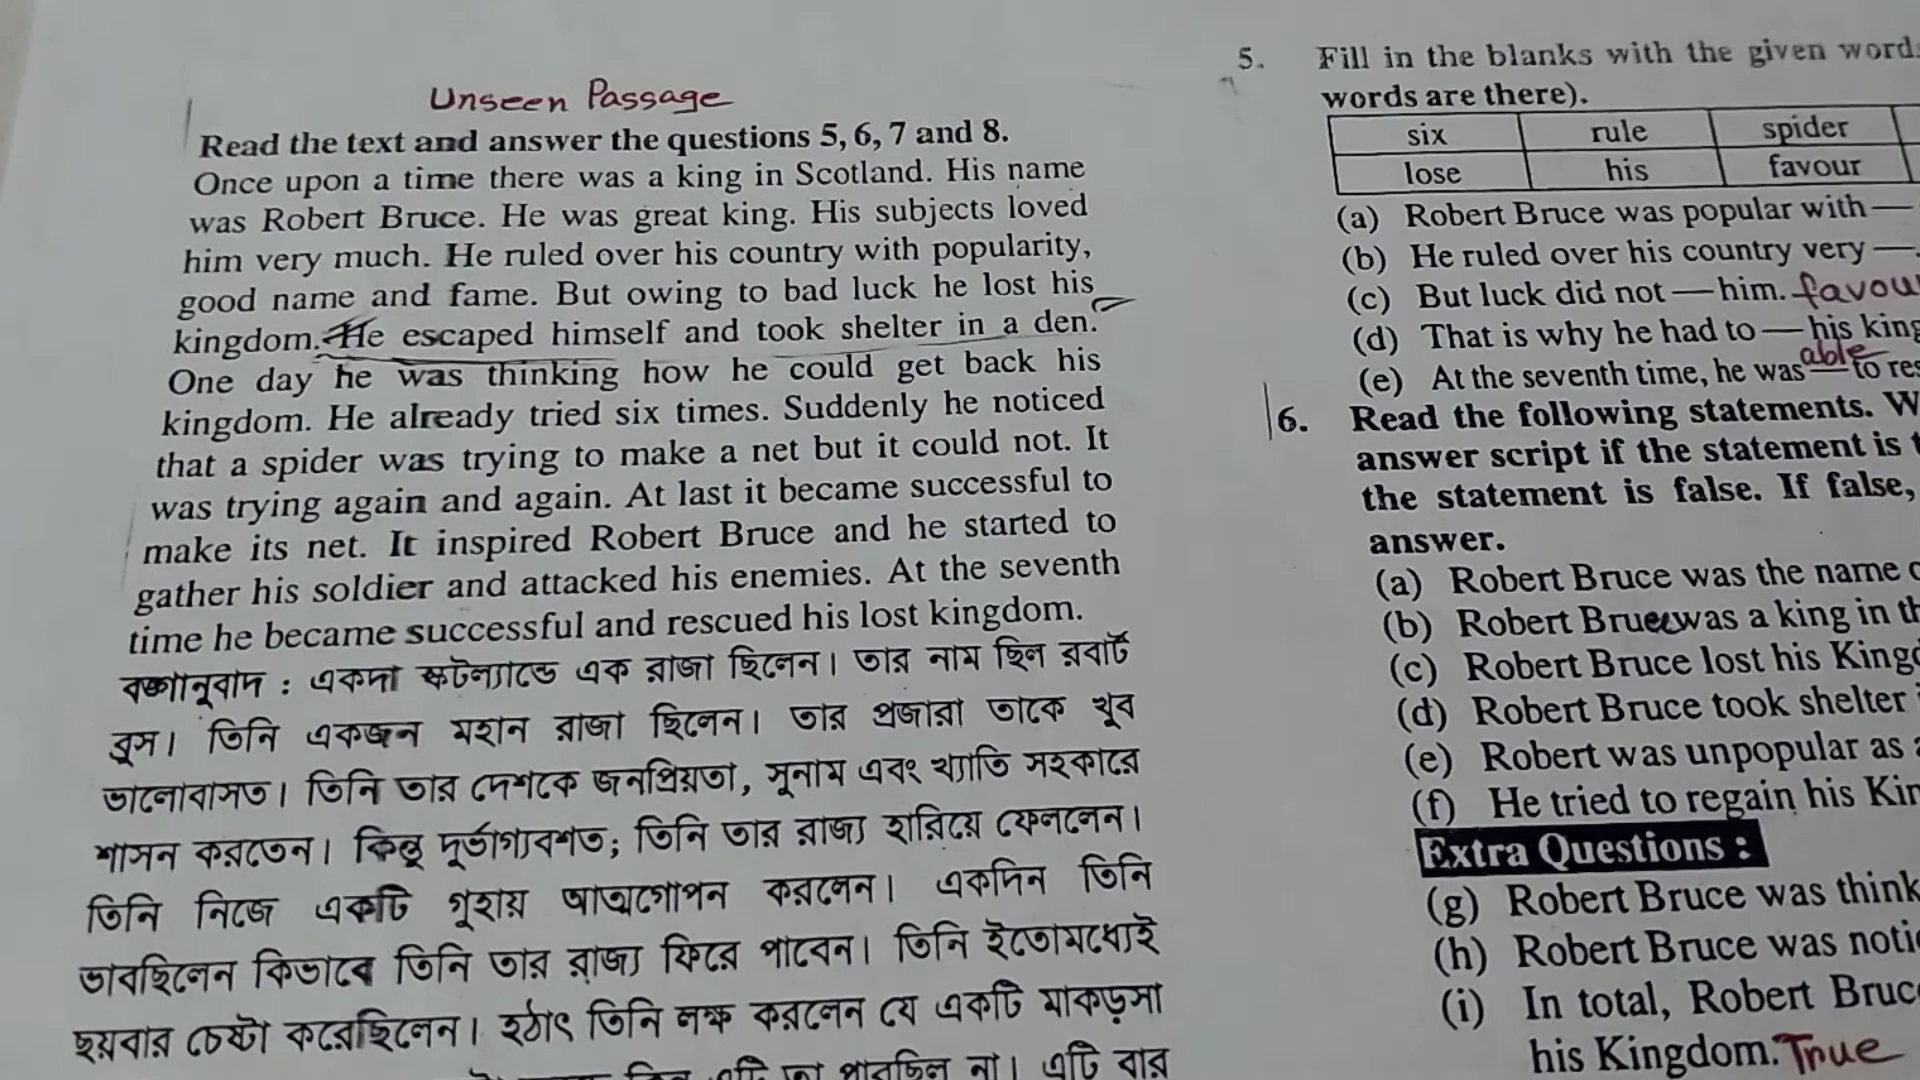 Unseen Passage
Read the text and answer the questions 5, 6, 7 and 8.
Once upon a time there was a king in Scotland. His name
was Robert Bruce. He was great king. His subjects loved
him very much. He ruled over his country with popularity,
good name and fame. But owing to bad luck he lost his
kingdom. He escaped himself and took shelter in a den.
One day he was thinking how he could get back his
kingdom. He already tried six times. Suddenly he noticed
that a spider was trying to make a net but it could not. It
was trying again and again. At last it became successful to
make its net. It inspired Robert Bruce and he started to
gather his soldier and attacked his enemies. At the seventh
time he became successful and rescued his lost kingdom.
বঙ্গানুবাদ : একদা স্কটল্যান্ডে এক রাজা ছিলেন। তার নাম ছিল রবার্ট
ব্রুস। তিনি একজন মহান রাজা ছিলেন। তার প্রজারা তাকে খুব
ভালোবাসত। তিনি তার দেশকে জনপ্রিয়তা, সূনাম এবং খ্যাতি সহকারে
শাসন করতেন। কিন্তু দূর্ভাগ্যবশত; তিনি তার রাজ্য হারিয়ে ফেললেন।
তিনি নিজে একটি গূহায় আত্মগোপন করলেন। একদিন তিনি
ভাবছিলেন কিভাবে তিনি তার রাজ্য ফিরে পাবেন। তিনি ইতোমধ্যেই
ছয়বার চেষ্টা করেছিলেন। হঠাৎ তিনি লক্ষ করলেন যে একটি মাকড়সা
পারছিল না। এটি বার
5. Fill in the blanks with the given words
words are there).
six rule spider
lose his favour
(a) Robert Bruce was popular with —
(b) He ruled over his country very —
(c) But luck did not — him. favou
(d) That is why he had to — his king
able
(e) At the seventh time, he was — to res
6. Read the following statements. W
answer script if the statement is t
the statement is false. If false,
answer.
(a) Robert Bruce was the name
(b) Robert Bruce was a king in th
(c) Robert Bruce lost his King
(d) Robert Bruce took shelter
(e) Robert was unpopular as
(f) He tried to regain his Kin
Extra Questions :
(g) Robert Bruce was think
(h) Robert Bruce was noti
(i) In total, Robert Bruc
his Kingdom. True